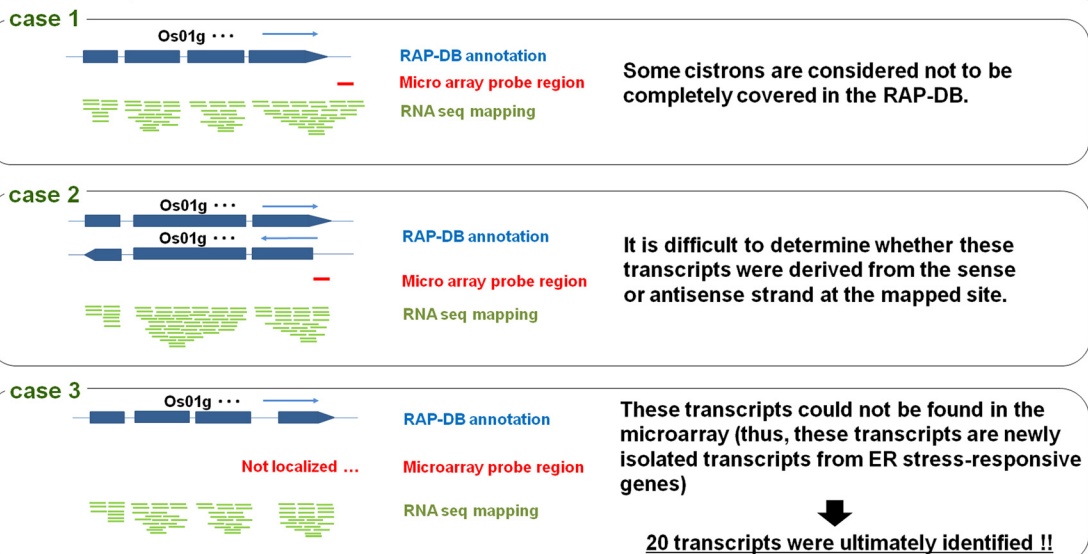 case 1
Os01g ···
RAP-DB annotation
Micro array probe region
RNA seq mapping
Some cistrons are considered not to be
completely covered in the RAP-DB.
case 2
Os01g ···
Os01g ···
RAP-DB annotation
Micro array probe region
RNA seq mapping
It is difficult to determine whether these
transcripts were derived from the sense
or antisense strand at the mapped site.
case 3
Os01g ···
RAP-DB annotation
Not localized ...
Microarray probe region
RNA seq mapping
These transcripts could not be found in the
microarray (thus, these transcripts are newly
isolated transcripts from ER stress-responsive
genes)
20 transcripts were ultimately identified !!